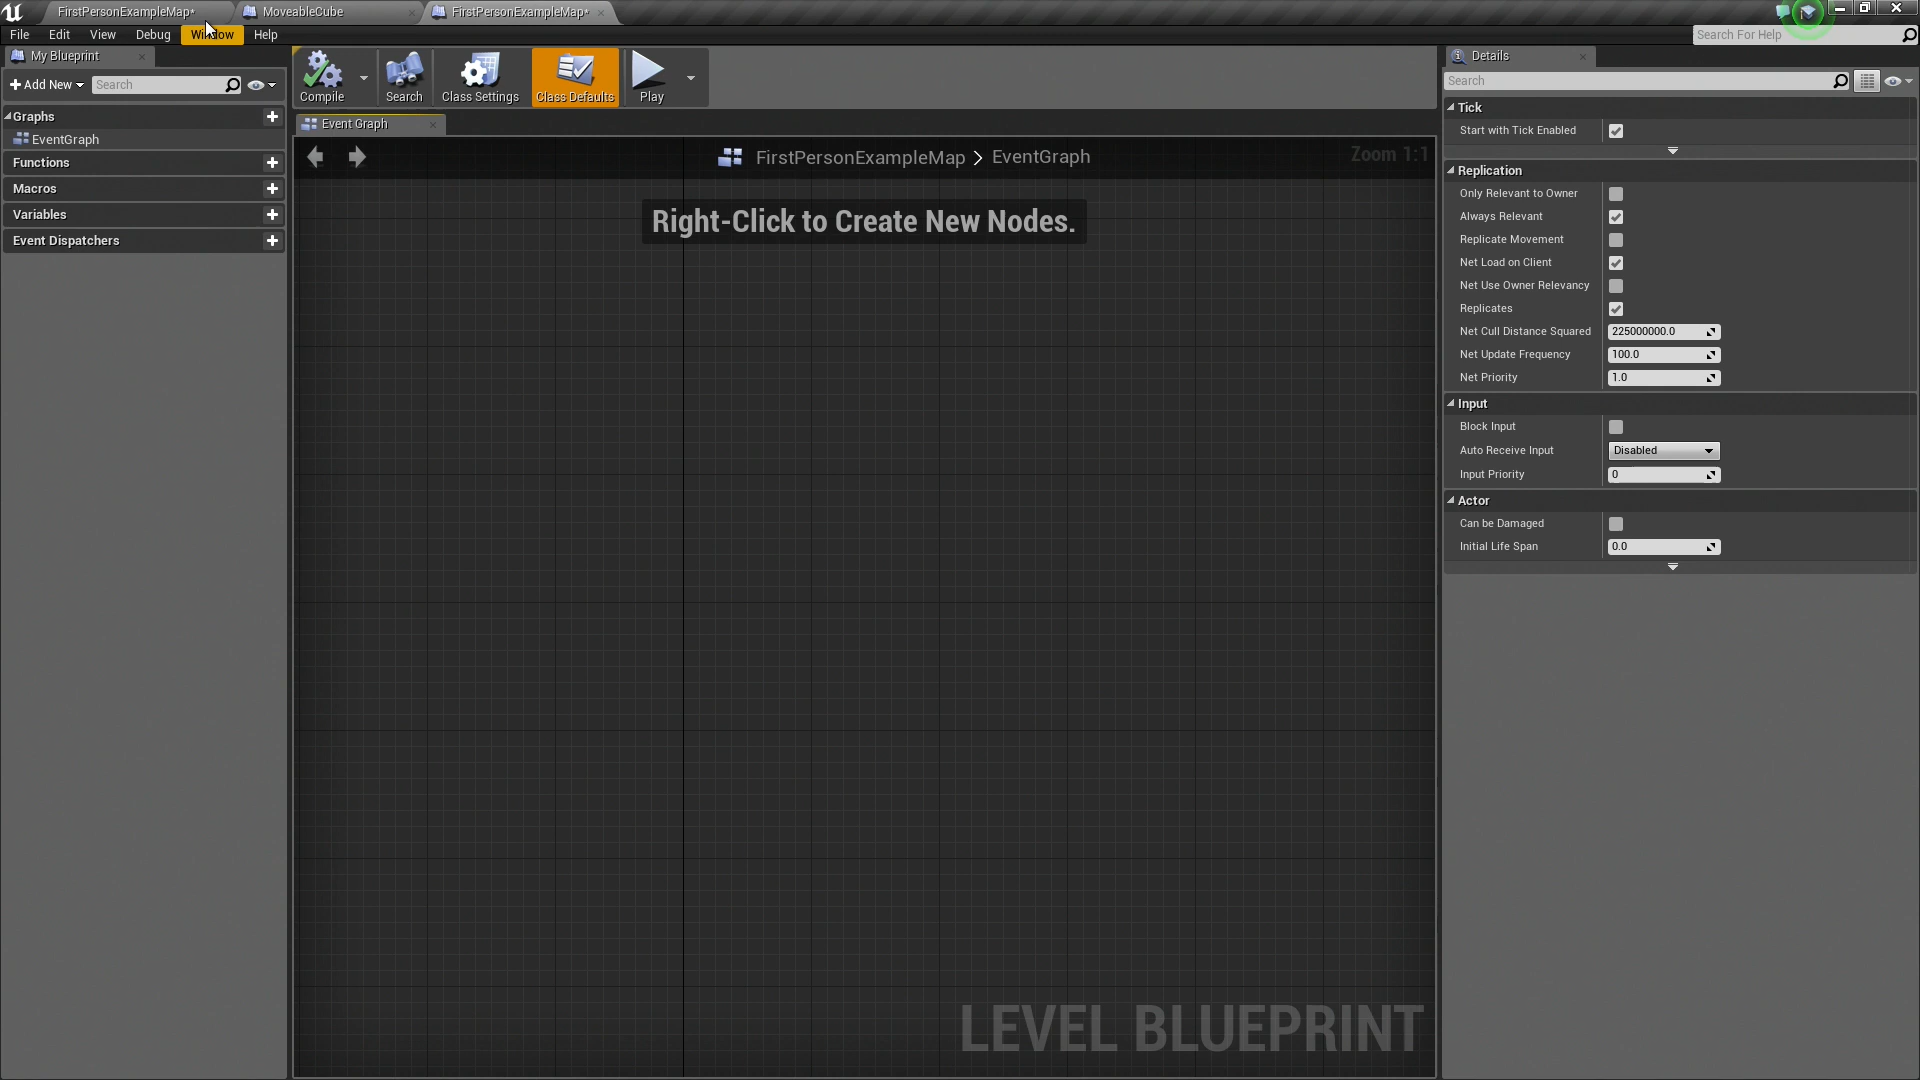 FirstPersonExampleMap*
MoveableCube
FirstPersonExampleMap*
File Edit View Debug Window Help
Search For Help
My Blueprint
Add New Search
Graphs
EventGraph
Functions
Macros
Variables
Event Dispatchers
Compile Search Class Settings Class Defaults Play
Event Graph
FirstPersonExampleMap > EventGraph
Zoom 1:1
Right-Click to Create New Nodes.
LEVEL BLUEPRINT
Details
Search
Tick
Start with Tick Enabled
Replication
Only Relevant to Owner
Always Relevant
Replicate Movement
Net Load on Client
Net Use Owner Relevancy
Replicates
Net Cull Distance Squared 225000000.0
Net Update Frequency 100.0
Net Priority 1.0
Input
Block Input
Auto Receive Input Disabled
Input Priority 0
Actor
Can be Damaged
Initial Life Span 0.0